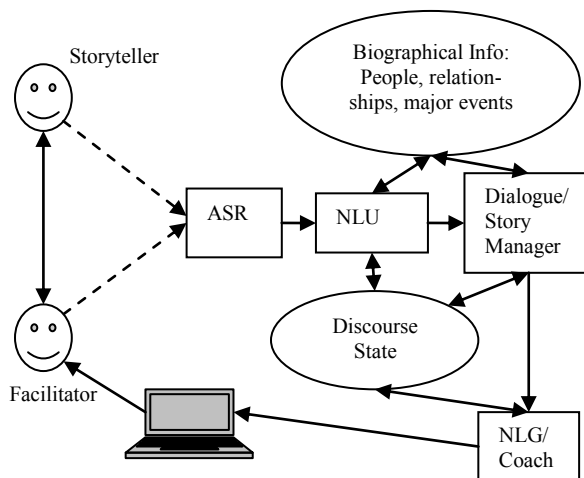 Storyteller
Biographical Info:
People, relation-
ships, major events
ASR
NLU
Dialogue/
Story
Manager
Discourse
State
Facilitator
NLG/
Coach